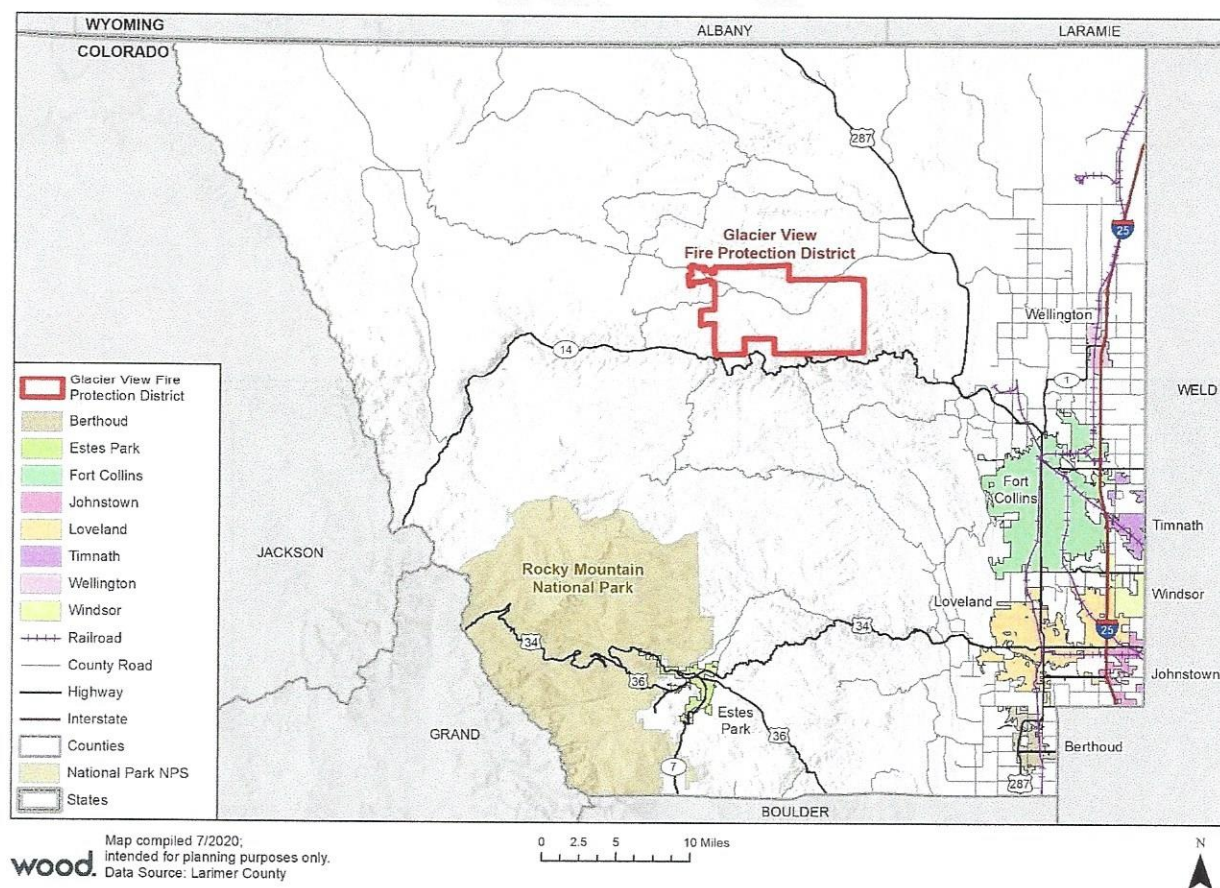 WYOMING
COLORADO
ALBANY
LARAMIE
287
25
Glacier View
Fire Protection District
Wellington
14
1
WELD
Glacier View Fire
Protection District
Berthoud
Estes Park
Fort Collins
Johnstown
Loveland
Timnath
Wellington
Windsor
Railroad
County Road
Highway
Interstate
Counties
National Park NPS
States
Fort
Collins
Timnath
JACKSON
Rocky Mountain
National Park
Windsor
Loveland
34
34
25
36
Johnstown
GRAND
Estes
Park
36
Berthoud
7
287
BOULDER
wood.
Map compiled 7/2020;
intended for planning purposes only.
Data Source: Larimer County
0 2.5 5 10 Miles
N